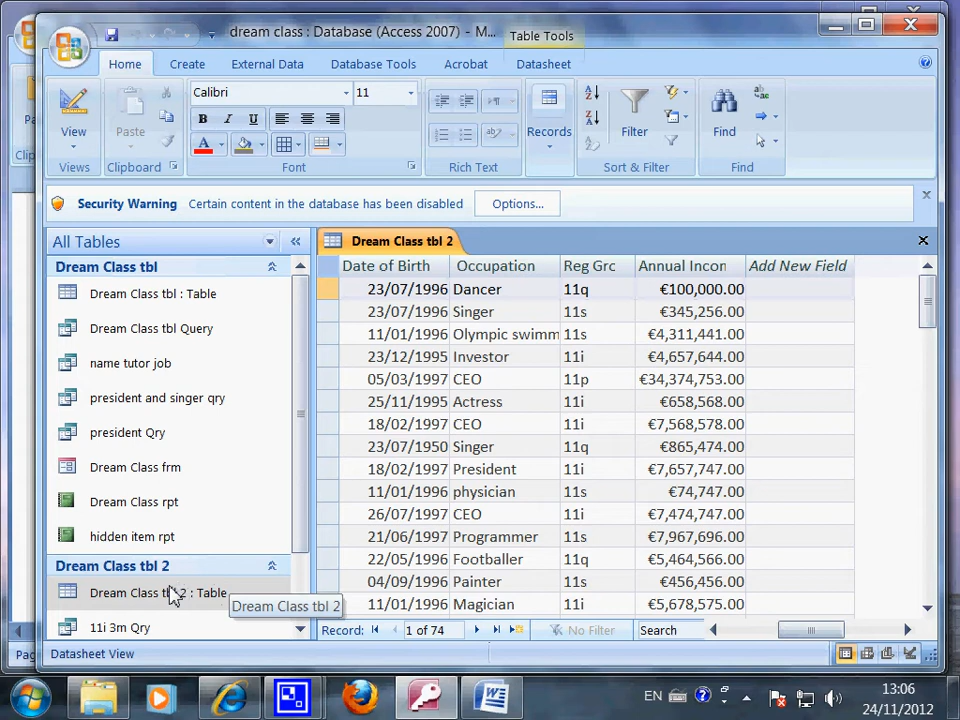 dream class : Database (Access 2007) - M...
Table Tools
Home
Create
External Data
Database Tools
Acrobat
Datasheet
View
Paste
Calibri
11
B
I
U
A
Records
Filter
Find
Views
Clipboard
Font
Rich Text
Sort & Filter
Find
Security Warning
Certain content in the database has been disabled
Options...
All Tables
Dream Class tbl
Dream Class tbl : Table
Dream Class tbl Query
name tutor job
president and singer qry
president Qry
Dream Class frm
Dream Class rpt
hidden item rpt
Dream Class tbl 2
Dream Class tbl 2 : Table
Dream Class tbl 2
11i 3m Qry
Dream Class tbl 2
Date of Birth Occupation Reg Grc Annual Incon Add New Field
23/07/1996 Dancer 11q €100,000.00
23/07/1996 Singer 11s €345,256.00
11/01/1996 Olympic swimm 11s €4,311,441.00
23/12/1995 Investor 11i €4,657,644.00
05/03/1997 CEO 11p €34,374,753.00
25/11/1995 Actress 11i €658,568.00
18/02/1997 CEO 11i €7,568,578.00
23/07/1950 Singer 11q €865,474.00
18/02/1997 President 11i €7,657,747.00
11/01/1996 physician 11s €74,747.00
26/07/1997 CEO 11i €7,474,747.00
21/06/1997 Programmer 11s €7,967,696.00
22/05/1996 Footballer 11q €5,464,566.00
04/09/1996 Painter 11s €456,456.00
11/01/1996 Magician 11i €5,678,575.00
Record: 1 of 74 No Filter Search
Datasheet View
EN
13:06
24/11/2012